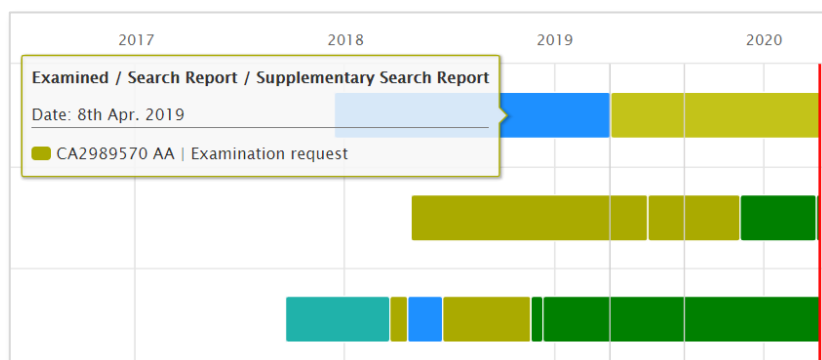 2017 2018 2019 2020
Examined / Search Report / Supplementary Search Report
Date: 8th Apr. 2019
CA2989570 AA | Examination request